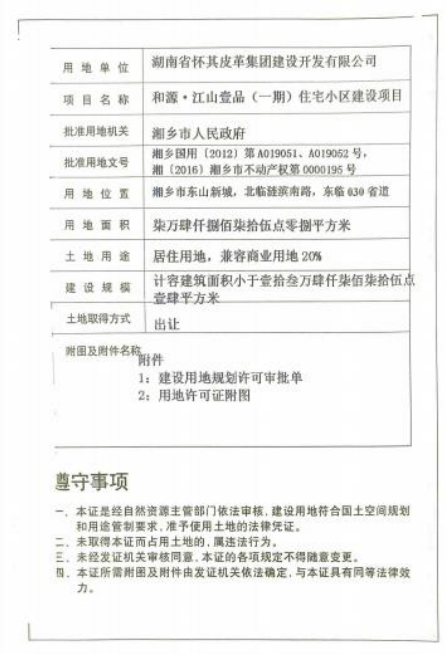 用地单位 湖南省怀其皮革集团建设开发有限公司
项目名称 和源·江山壹品（一期）住宅小区建设项目
批准用地机关 湘乡市人民政府
批准用地文号 湘乡国用（2012）第A019051、A019052号，
湘（2016）湘乡市不动产权第0000195号
用地位置 湘乡市东山新城，北临涟滨南路，东临030省道
用地面积 柒万肆仟捌佰柒拾伍点零捌平方米
土地用途 居住用地，兼容商业用地20%
建设规模 计容建筑面积小于壹拾叁万肆仟柒佰柒拾伍点
壹肆平方米
土地取得方式 出让
附图及附件名称
附件
1：建设用地规划许可审批单
2：用地许可证附图
遵守事项
一、本证是经自然资源主管部门依法审核，建设用地符合国土空间规划
和用途管制要求，准予使用土地的法律凭证。
二、未取得本证而占用土地的，属违法行为。
三、未经发证机关审核同意，本证的各项规定不得随意变更。
四、本证所需附图及附件由发证机关依法确定，与本证具有同等法律效
力。